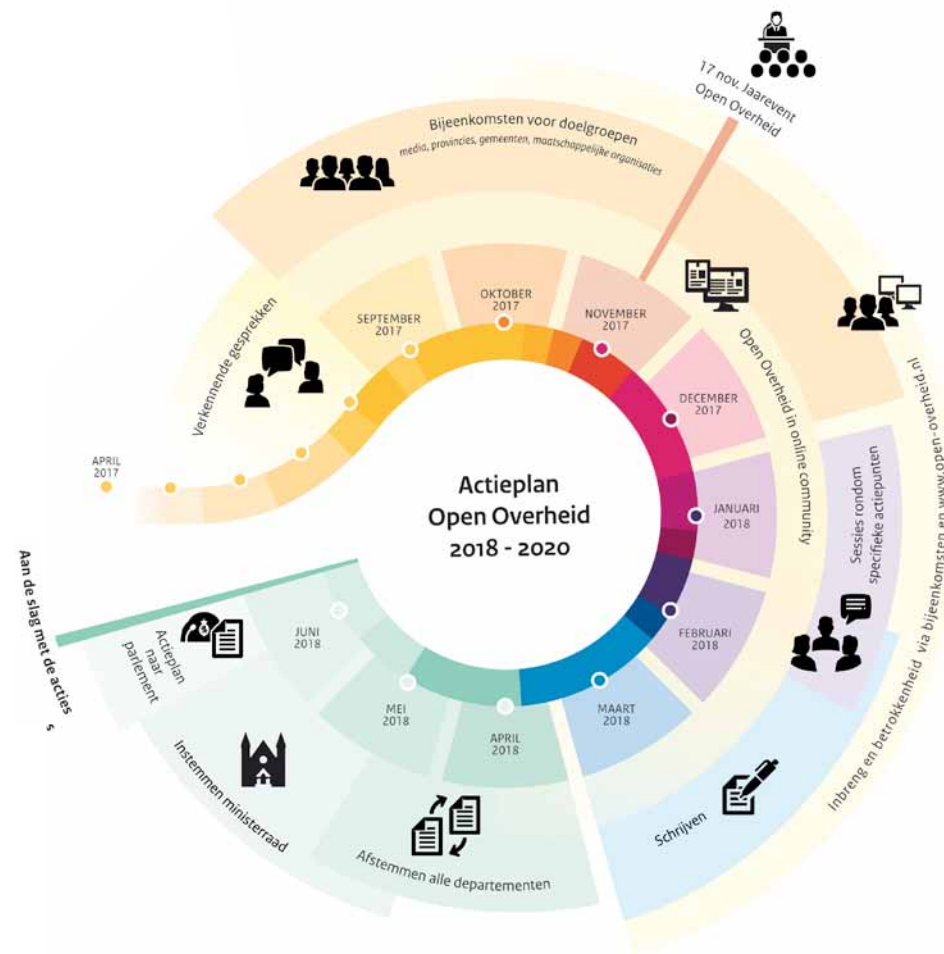 17 nov. Jaarevent
Open Overheid
Bijeenkomsten voor doelgroepen
media, provincies, gemeenten, maatschappelijke organisaties
Verkennende gesprekken
APRIL
2017
SEPTEMBER
2017
OKTOBER
2017
NOVEMBER
2017
DECEMBER
2017
JANUARI
2018
FEBRUARI
2018
MAART
2018
APRIL
2018
MEI
2018
JUNI
2018
Actieplan
Open Overheid
2018 - 2020
Open Overheid in online community
Inbreng en betrokkenheid via bijeenkomsten en www.open-overheid.nl
Sessies rondom
specifieke actiepunten
Schrijven
Afstemmen alle departementen
Instemmen ministerraad
Actieplan
naar
parlement
Aan de slag met de acties
s